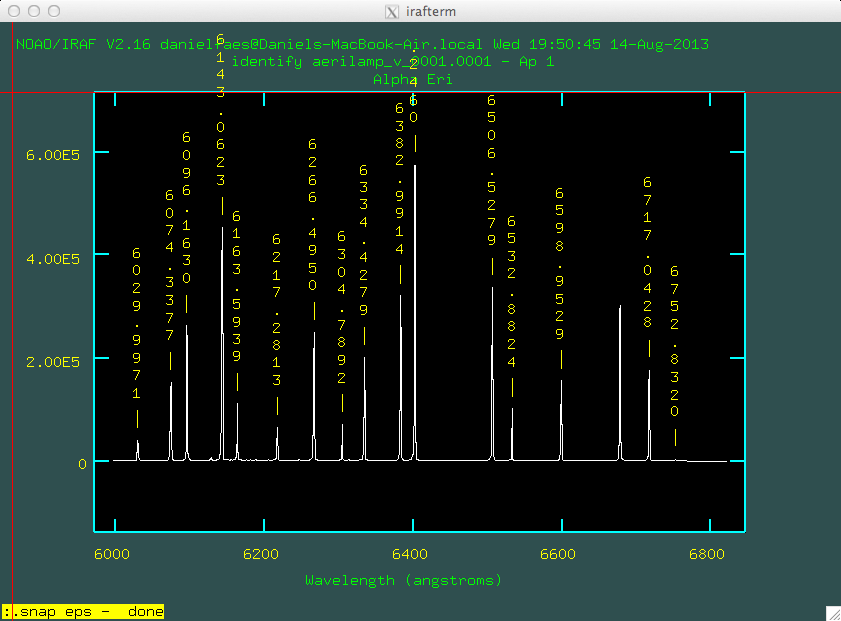 irafterm
NOAO/IRAF V2.16 danielfaes@Daniels-MacBook-Air.local Wed 19:50:45 14-Aug-2013
identify aerilamp_v_0001.0001 - Ap 1
Alpha Eri
6029.9971
6074.3377
6096.1630
6143.0623
6163.5939
6217.2813
6266.4950
6304.7892
6334.4279
6382.9914
.2460
6506.5279
6532.8824
6598.9529
6717.0428
6752.8320
6.00E5
4.00E5
2.00E5
0
6000 6200 6400 6600 6800
Wavelength (angstroms)
:.snap eps - done